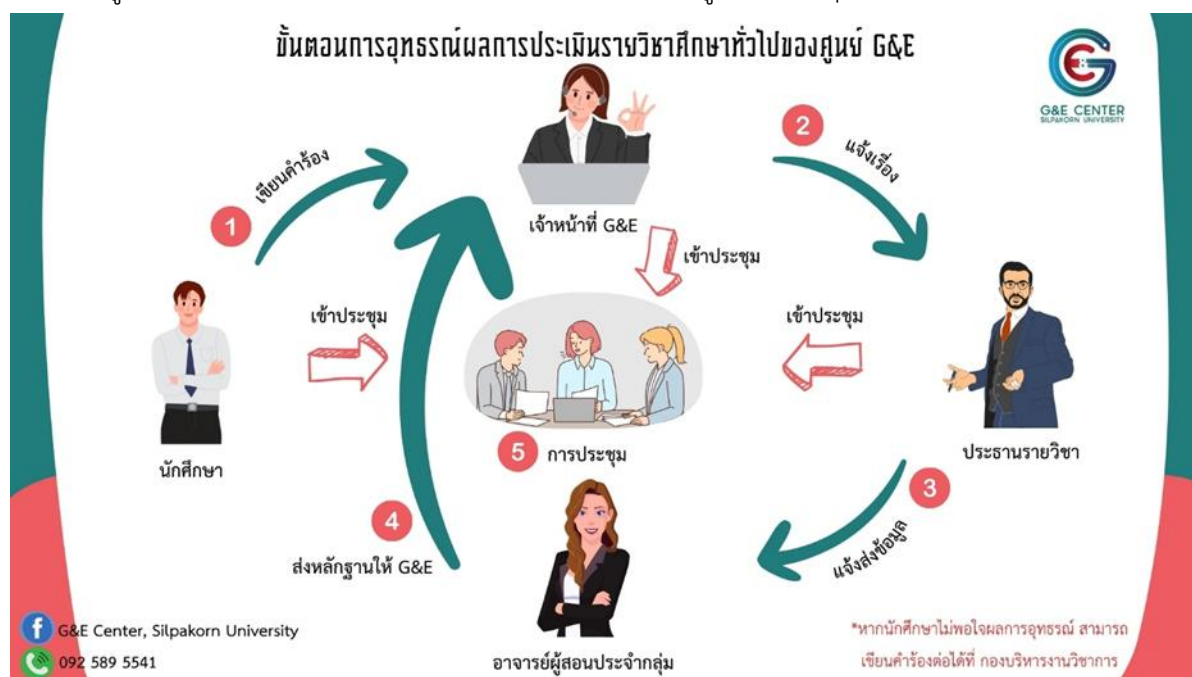 ขั้นตอนการอุทธรณ์ผลการประเมินรายวิชาศึกษาทั่วไปของศูนย์ G&E
G&E CENTER
SILPAKORN UNIVERSITY
1
เขียนคำร้อง
เจ้าหน้าที่ G&E
2
แจ้งเรื่อง
เข้าประชุม
เข้าประชุม
เข้าประชุม
นักศึกษา
5 การประชุม
ประธานรายวิชา
3
แจ้งส่งข้อมูล
4
ส่งหลักฐานให้ G&E
อาจารย์ผู้สอนประจำกลุ่ม
G&E Center, Silpakorn University
092 589 5541
*หากนักศึกษาไม่พอใจผลการอุทธรณ์ สามารถ
เขียนคำร้องต่อได้ที่ กองบริหารงานวิชาการ